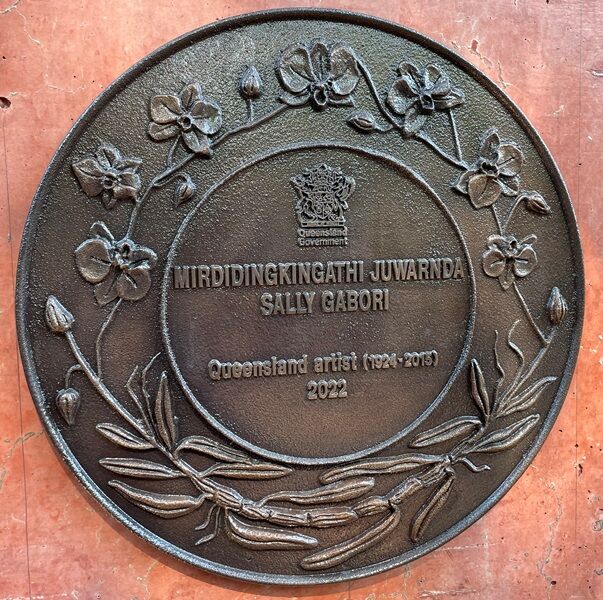 Queensland
Government
MIRDIDINGKINGATHI JUWARNDA
SALLY GABORI
Queensland artist (1924-2015)
2022